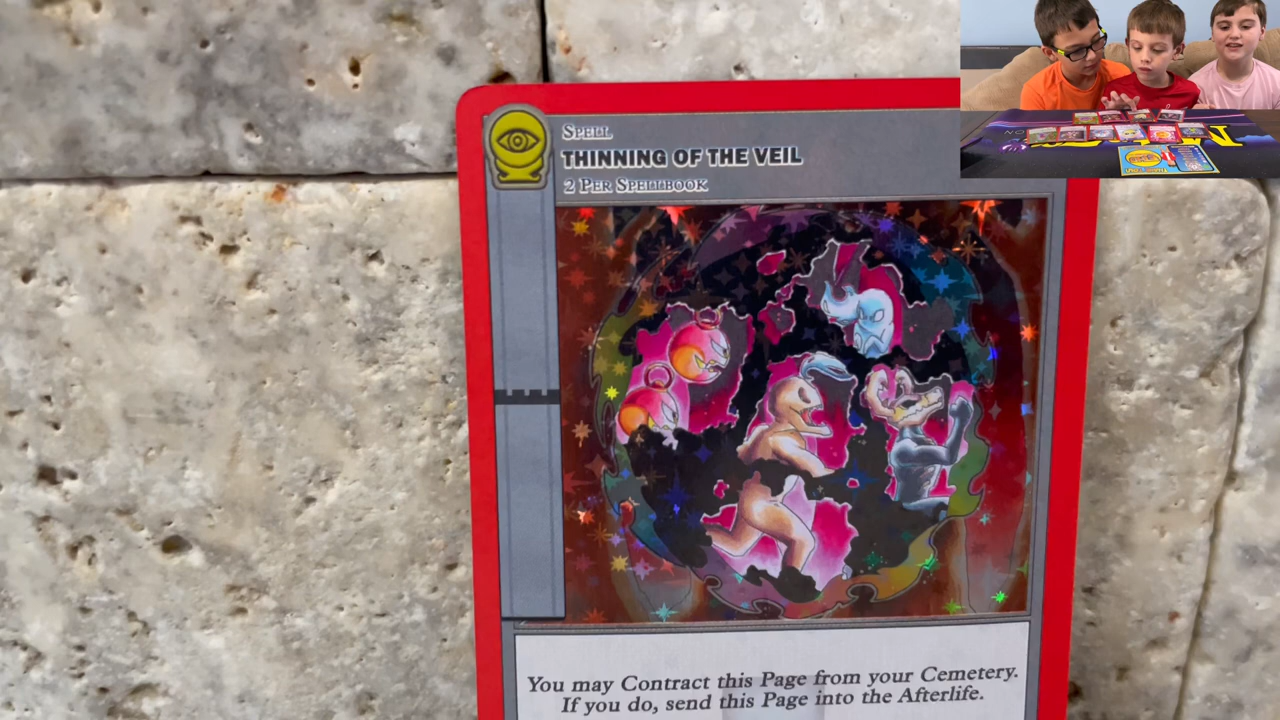 SPELL
THINNING OF THE VEIL
2 PER SPELLBOOK
You may Contract this Page from your Cemetery.
If you do, send this Page into the Afterlife.